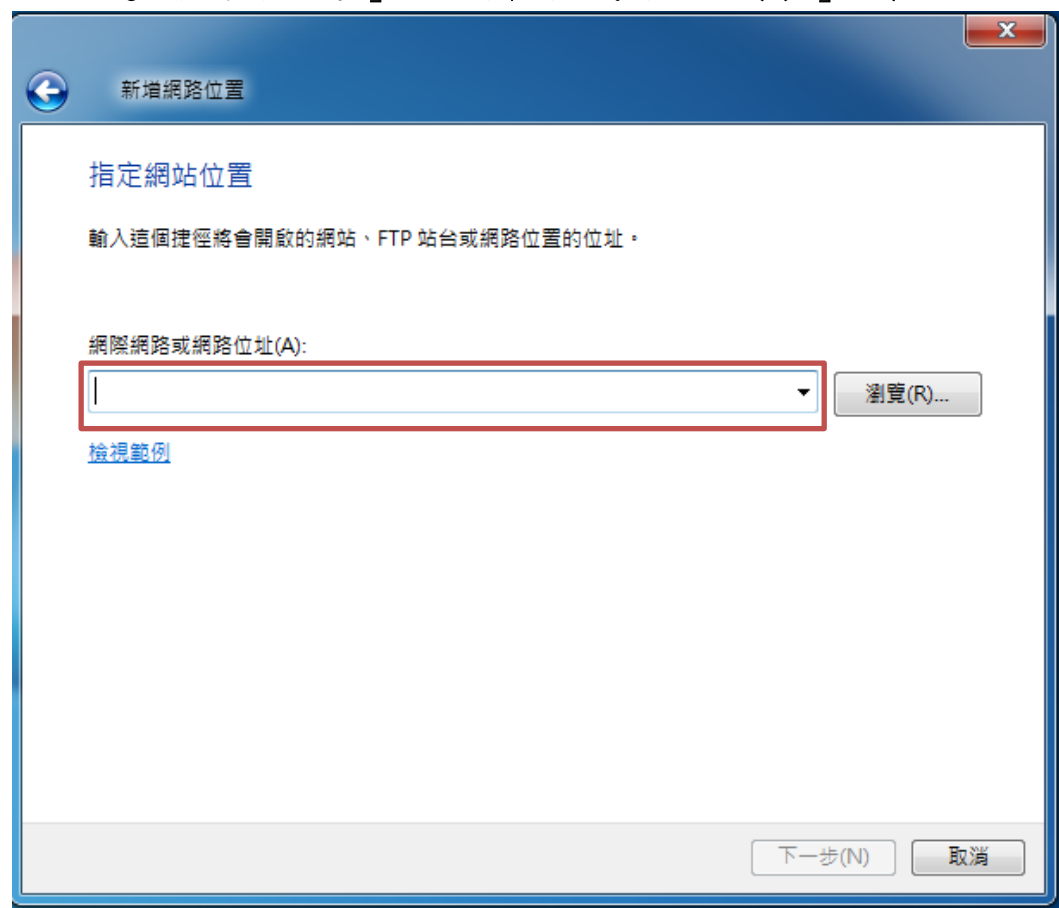 新增網路位置
指定網站位置
輸入這個捷徑將會開啟的網站、FTP 站台或網路位置的位址。
網際網路或網路位址(A):
瀏覽(R)...
檢視範例
下一步(N)
取消